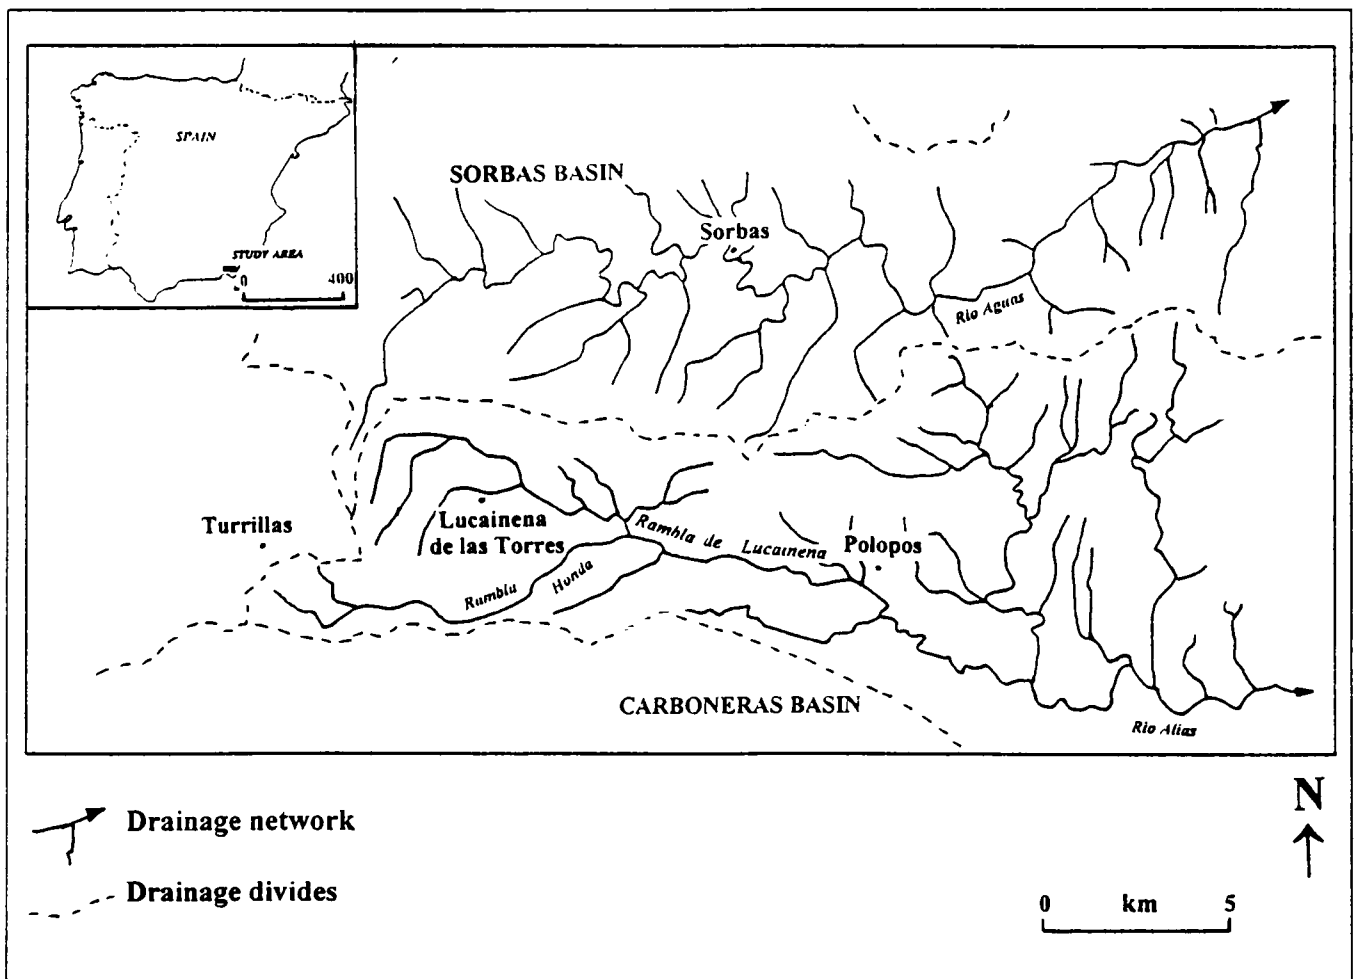 SPAIN
STUDY AREA
0 400
SORBAS BASIN
Sorbas
Rio Aguas
Turrillas
Lucainena
de las Torres
Rambla de Lucainena
Polopos
Rambla Honda
CARBONERAS BASIN
Rio Alias
Drainage network
Drainage divides
N
0 km 5